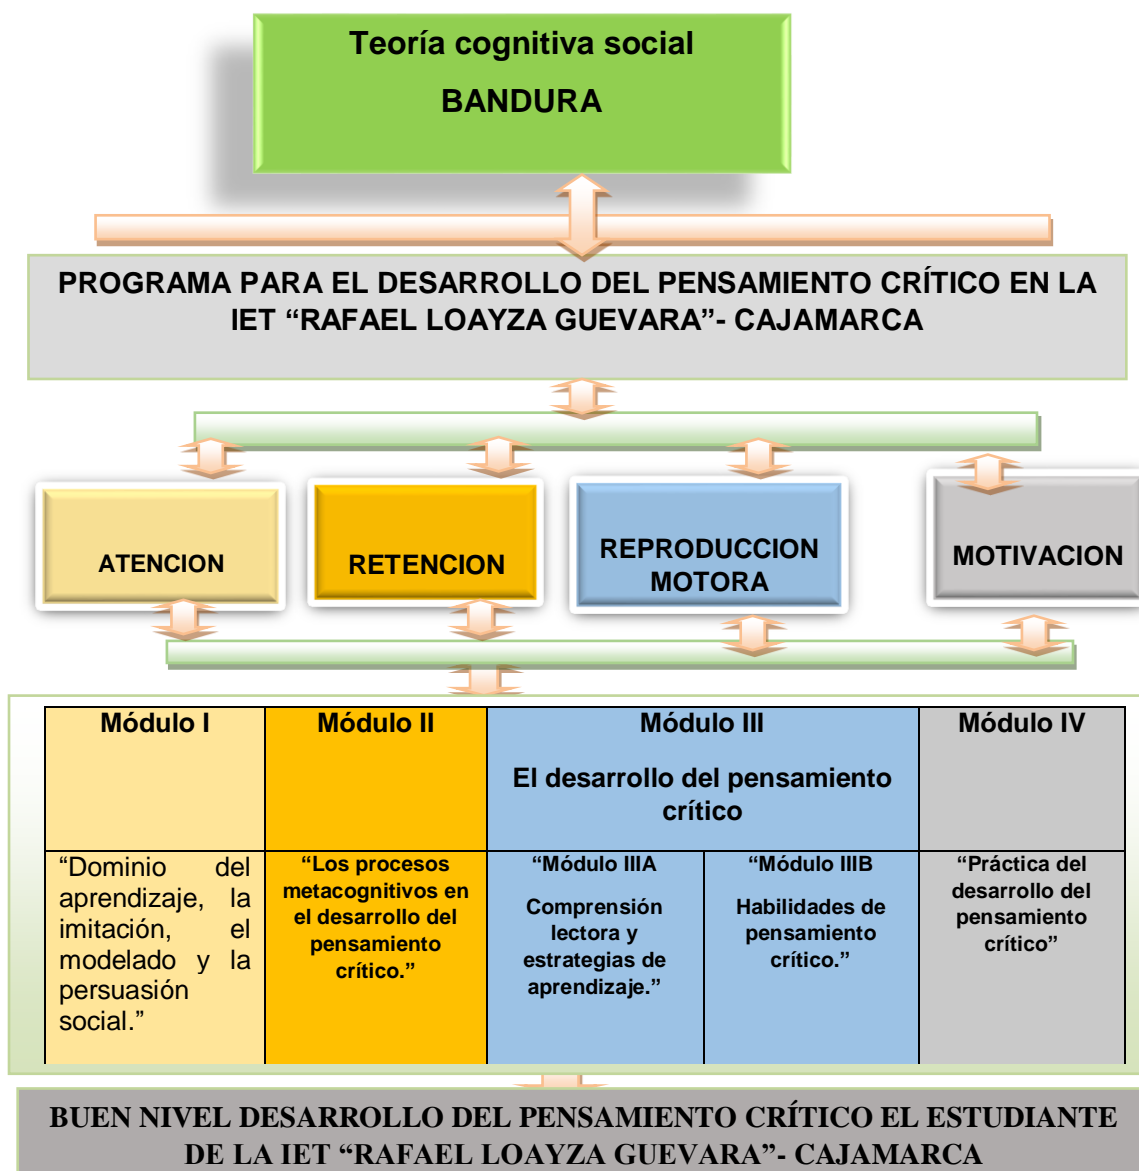 Teoría cognitiva social
BANDURA
PROGRAMA PARA EL DESARROLLO DEL PENSAMIENTO CRÍTICO EN LA
IET “RAFAEL LOAYZA GUEVARA”- CAJAMARCA
ATENCION
RETENCION
REPRODUCCION
MOTORA
MOTIVACION
Módulo I
Módulo II
Módulo III
El desarrollo del pensamiento
crítico
Módulo IV
“Dominio del
aprendizaje, la
imitación, el
modelado y la
persuasión
social.”
“Los procesos
metacognitivos en
el desarrollo del
pensamiento
crítico.”
“Módulo IIIA
Comprensión
lectora y
estrategias de
aprendizaje.”
“Módulo IIIB
Habilidades de
pensamiento
crítico.”
“Práctica del
desarrollo del
pensamiento
crítico”
BUEN NIVEL DESARROLLO DEL PENSAMIENTO CRÍTICO EL ESTUDIANTE
DE LA IET “RAFAEL LOAYZA GUEVARA”- CAJAMARCA